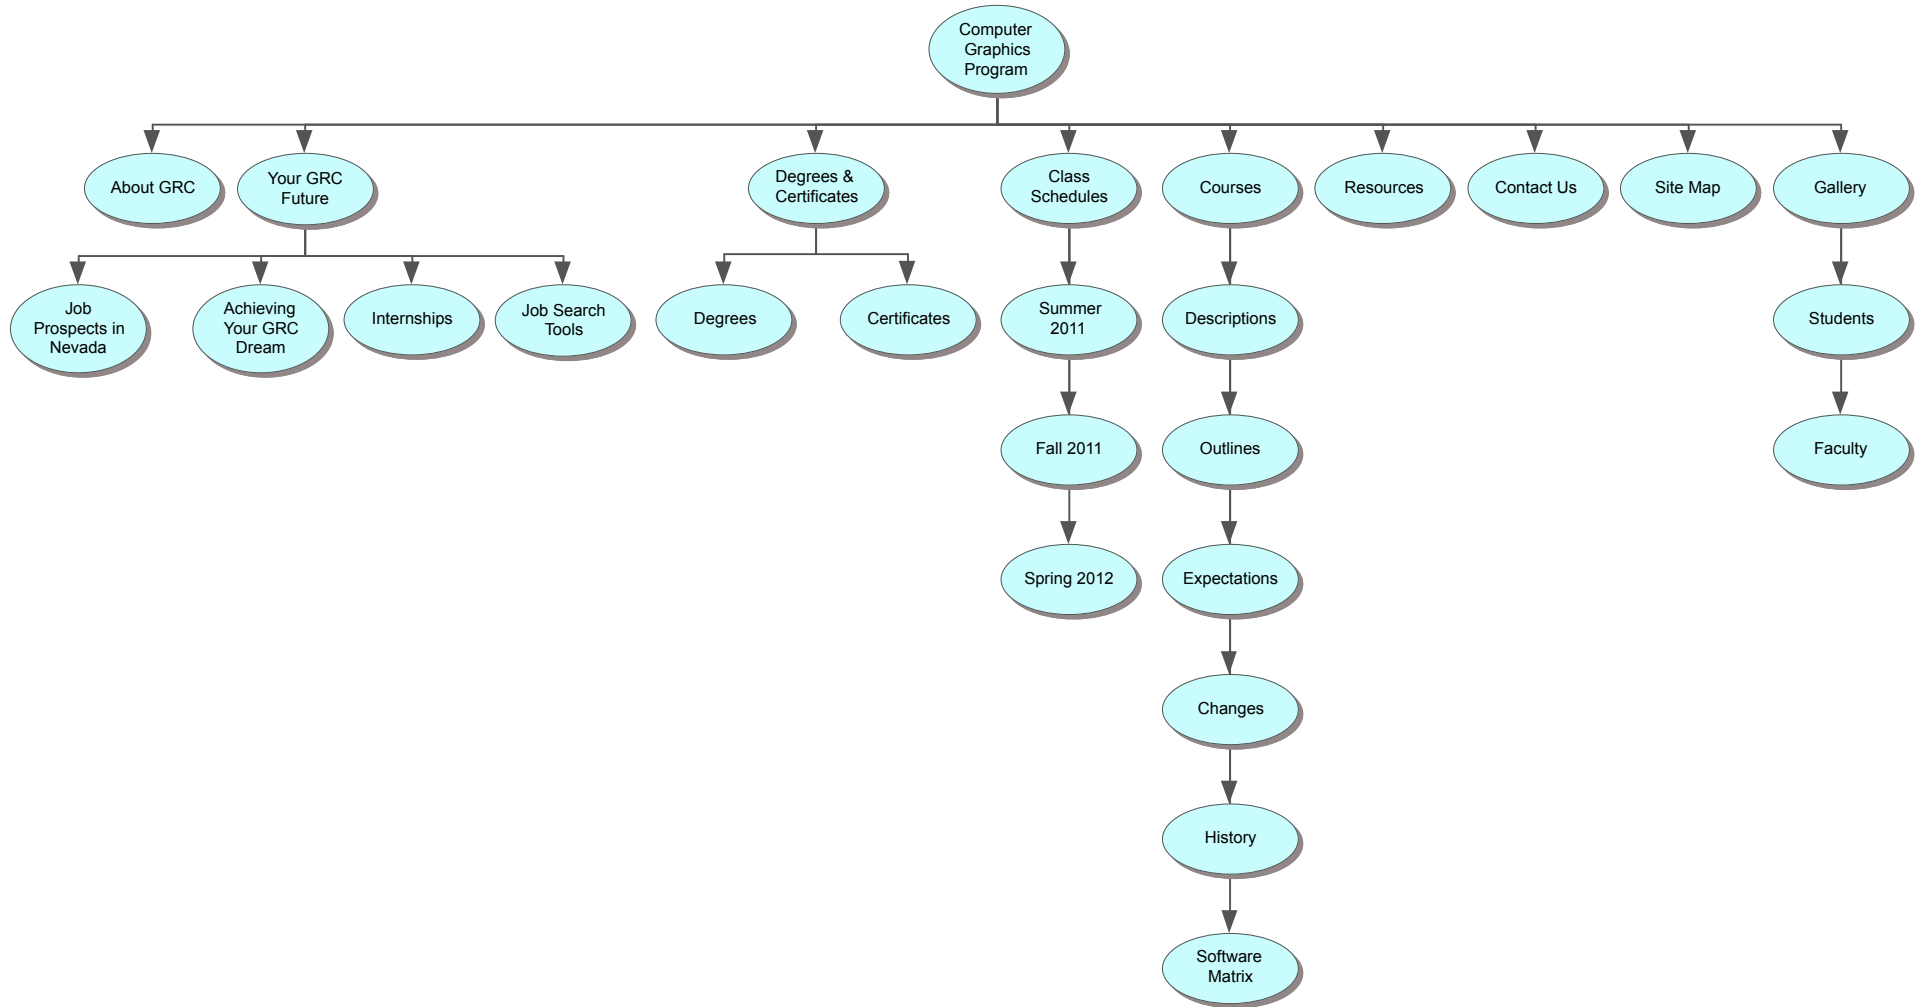 Computer
Graphics
Program
About GRC
Your GRC
Future
Degrees &
Certificates
Class
Schedules
Courses
Resources
Contact Us
Site Map
Gallery
Job
Prospects in
Nevada
Achieving
Your GRC
Dream
Internships
Job Search
Tools
Degrees
Certificates
Summer
2011
Descriptions
Students
Fall 2011
Outlines
Faculty
Spring 2012
Expectations
Changes
History
Software
Matrix